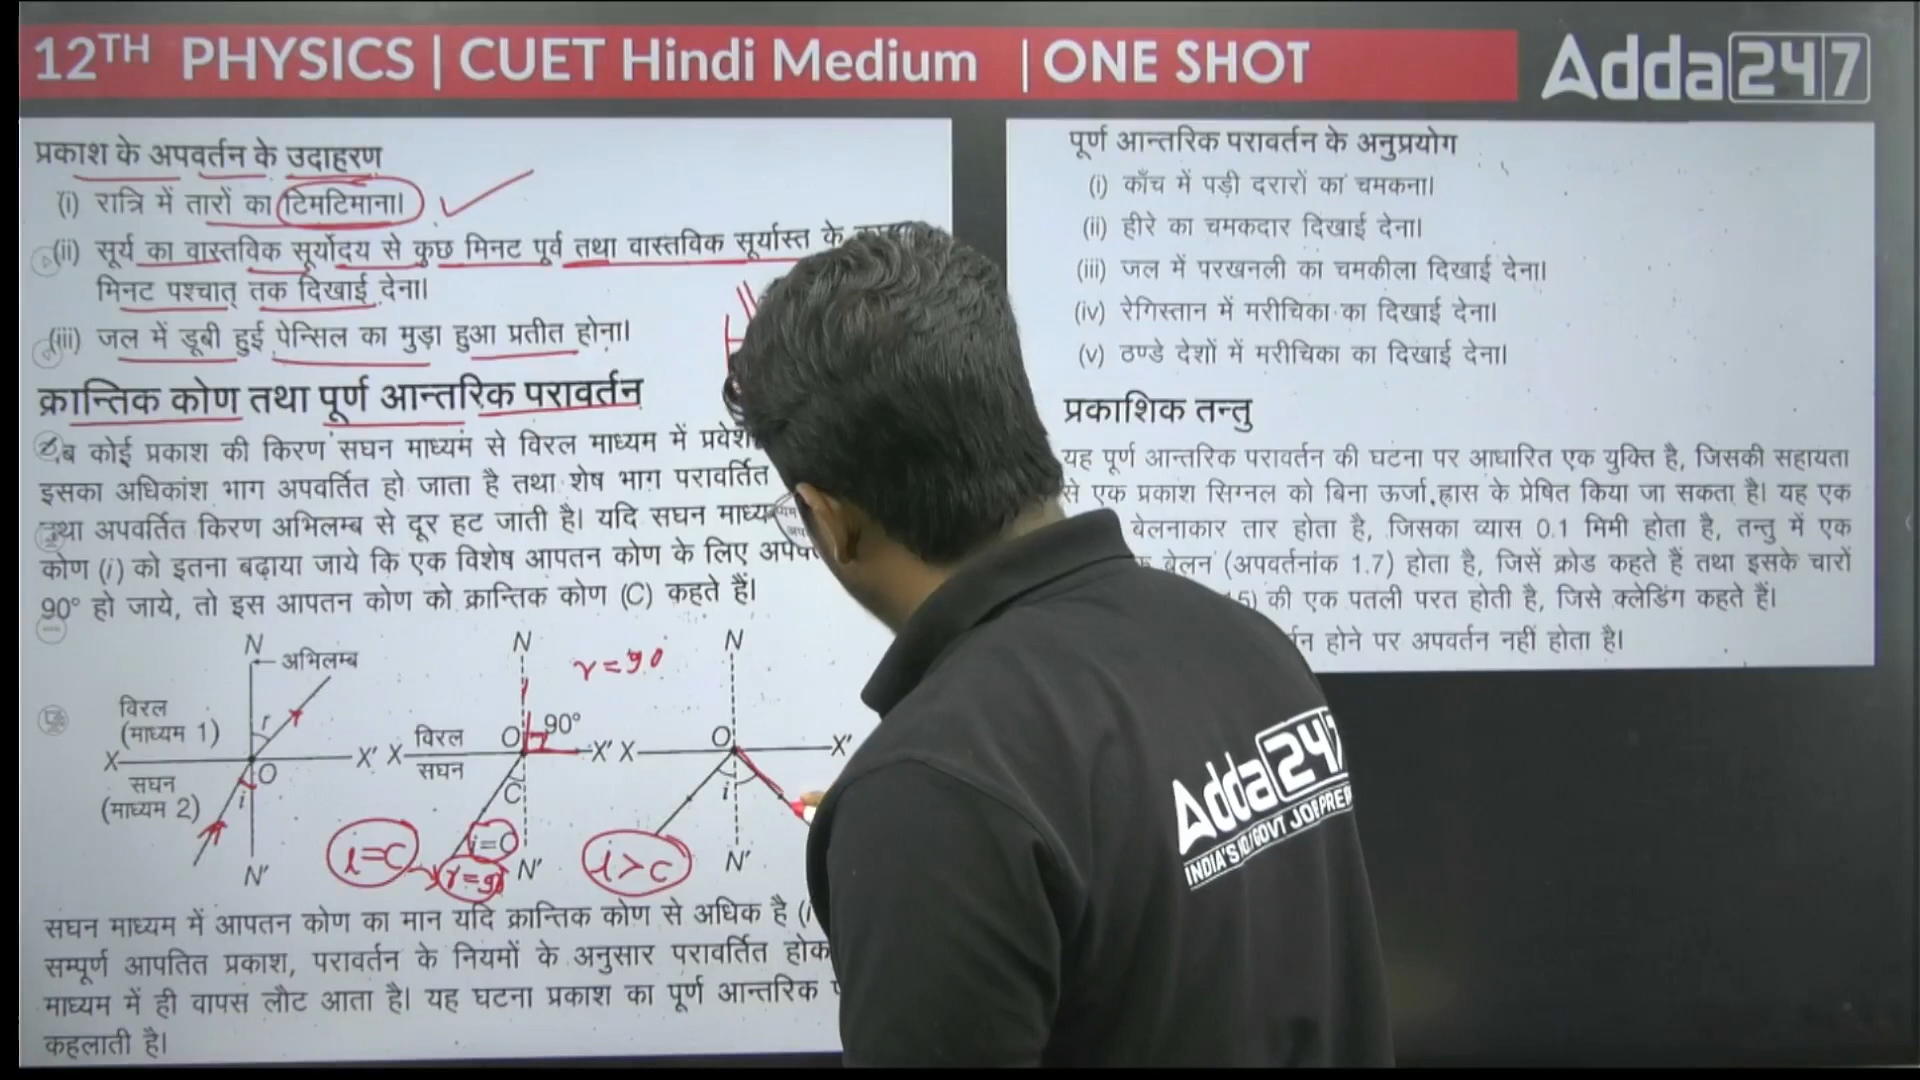 12TH PHYSICS | CUET Hindi Medium | ONE SHOT
Adda247
प्रकाश के अपवर्तन के उदाहरण
(i) रात्रि में तारों का टिमटिमाना।
(ii) सूर्य का वास्तविक सूर्योदय से कुछ मिनट पूर्व तथा वास्तविक सूर्यास्त के
मिनट पश्चात् तक दिखाई देना।
(iii) जल में डूबी हुई पेन्सिल का मुड़ा हुआ प्रतीत होना।
क्रान्तिक कोण तथा पूर्ण आन्तरिक परावर्तन
कोई प्रकाश की किरण सघन माध्यम से विरल माध्यम में
इसका अधिकांश भाग अपवर्तित हो जाता है तथा शेष भाग परावर्तित
तथा अपवर्तित किरण अभिलम्ब से दूर हट जाती है। यदि सघन
कोण (i) को इतना बढ़ाया जाये कि एक विशेष आपतन कोण के लिए
90° हो जाये, तो इस आपतन कोण को क्रान्तिक कोण (C) कहते हैं।
N
अभिलम्ब
विरल
(माध्यम 1)
r
X
X'
O
सघन
(माध्यम 2)
i
N'
N
r = 90
विरल
O
90°
X
X'
सघन
C
i=C
r=90
N'
N
O
X
X'
i
i>C
N'
सघन माध्यम में आपतन कोण का मान यदि क्रान्तिक कोण से अधिक है (i
सम्पूर्ण आपतित प्रकाश, परावर्तन के नियमों के अनुसार परावर्तित
माध्यम में ही वापस लौट आता है। यह घटना प्रकाश का पूर्ण आन्तरिक
कहलाती है।
पूर्ण आन्तरिक परावर्तन के अनुप्रयोग
(i) काँच में पड़ी दरारों का चमकना।
(ii) हीरे का चमकदार दिखाई देना।
(iii) जल में परखनली का चमकीला दिखाई देना।
(iv) रेगिस्तान में मरीचिका का दिखाई देना।
(v) ठण्डे देशों में मरीचिका का दिखाई देना।
प्रकाशिक तन्तु
यह पूर्ण आन्तरिक परावर्तन की घटना पर आधारित एक युक्ति है, जिसकी सहायता
से एक प्रकाश सिग्नल को बिना ऊर्जा ह्रास के प्रेषित किया जा सकता है। यह एक
बेलनाकार तार होता है, जिसका व्यास 0.1 मिमी होता है, तन्तु में एक
बेलन (अपवर्तनांक 1.7) होता है, जिसे क्रोड कहते हैं तथा इसके चारों
की एक पतली परत होती है, जिसे क्लेडिंग कहते हैं।
होने पर अपवर्तन नहीं होता है।
Adda247